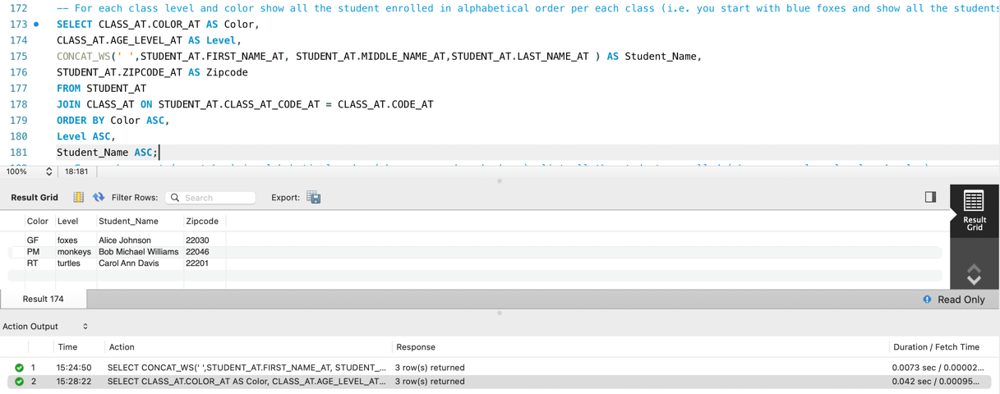 172 -- For each class level and color show all the student enrolled in alphabetical order per each class (i.e. you start with blue foxes and show all the students
173 SELECT CLASS_AT.COLOR_AT AS Color,
174 CLASS_AT.AGE_LEVEL_AT AS Level,
175 CONCAT_WS(' ',STUDENT_AT.FIRST_NAME_AT, STUDENT_AT.MIDDLE_NAME_AT,STUDENT_AT.LAST_NAME_AT ) AS Student_Name,
176 STUDENT_AT.ZIPCODE_AT AS Zipcode
177 FROM STUDENT_AT
178 JOIN CLASS_AT ON STUDENT_AT.CLASS_AT_CODE_AT = CLASS_AT.CODE_AT
179 ORDER BY Color ASC,
180 Level ASC,
181 Student_Name ASC;
100% 18:181
Result Grid Filter Rows: Search Export:
Color Level Student_Name Zipcode
GF foxes Alice Johnson 22030
PM monkeys Bob Michael Williams 22046
RT turtles Carol Ann Davis 22201
Result
Grid
Result 174 Read Only
Action Output
Time Action Response Duration / Fetch Time
1 15:24:50 SELECT CONCAT_WS(' ',STUDENT_AT.FIRST_NAME_AT, STUDENT_... 3 row(s) returned 0.0073 sec / 0.00002...
2 15:28:22 SELECT CLASS_AT.COLOR_AT AS Color, CLASS_AT.AGE_LEVEL_AT... 3 row(s) returned 0.042 sec / 0.00095...